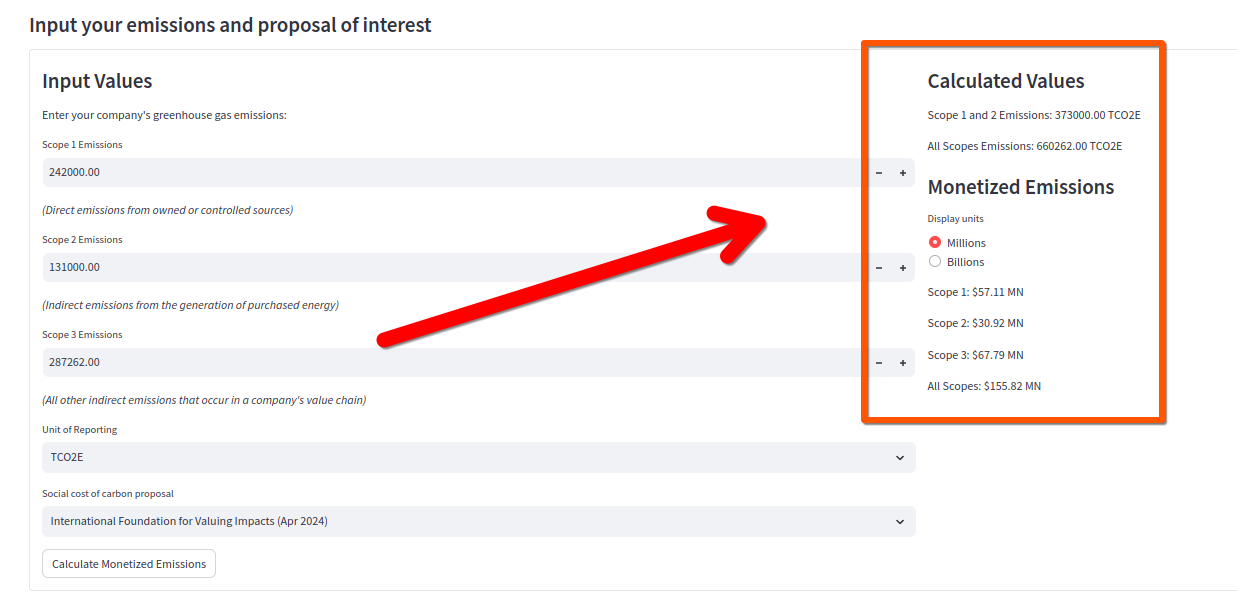 Input your emissions and proposal of interest
Input Values
Enter your company's greenhouse gas emissions:
Scope 1 Emissions
242000.00
(Direct emissions from owned or controlled sources)
Scope 2 Emissions
131000.00
(Indirect emissions from the generation of purchased energy)
Scope 3 Emissions
287262.00
(All other indirect emissions that occur in a company's value chain)
Unit of Reporting
TCO2E
Social cost of carbon proposal
International Foundation for Valuing Impacts (Apr 2024)
Calculate Monetized Emissions
Calculated Values
Scope 1 and 2 Emissions: 373000.00 TCO2E
All Scopes Emissions: 660262.00 TCO2E
Monetized Emissions
Display units
Millions
Billions
Scope 1: $57.11 MN
Scope 2: $30.92 MN
Scope 3: $67.79 MN
All Scopes: $155.82 MN